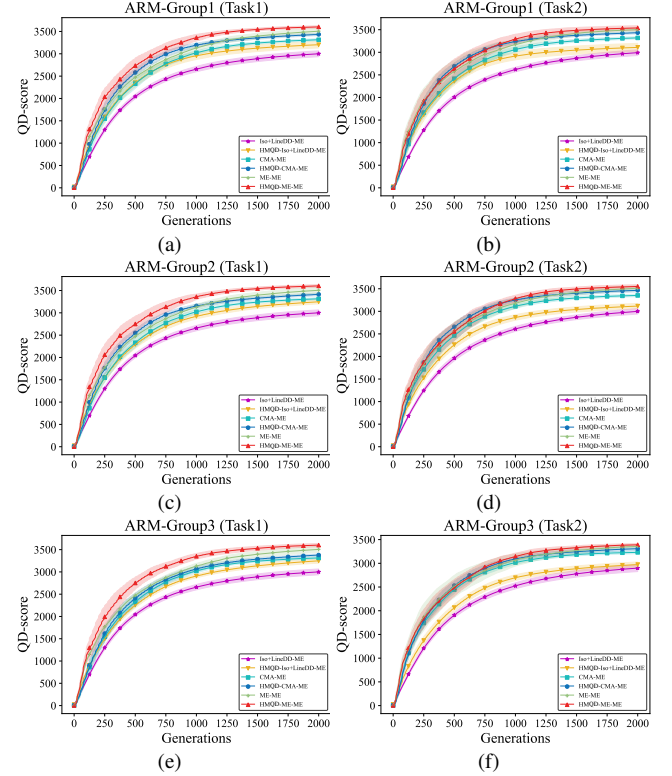 ARM-Group1 (Task1)
QD-score
3500
3000
2500
2000
1500
1000
500
0
Iso+LineDD-ME
HMQD-Iso+LineDD-ME
CMA-ME
HMQD-CMA-ME
ME-ME
HMQD-ME-ME
0 250 500 750 1000 1250 1500 1750 2000
Generations
(a)
ARM-Group1 (Task2)
QD-score
3500
3000
2500
2000
1500
1000
500
0
Iso+LineDD-ME
HMQD-Iso+LineDD-ME
CMA-ME
HMQD-CMA-ME
ME-ME
HMQD-ME-ME
0 250 500 750 1000 1250 1500 1750 2000
Generations
(b)
ARM-Group2 (Task1)
QD-score
3500
3000
2500
2000
1500
1000
500
0
Iso+LineDD-ME
HMQD-Iso+LineDD-ME
CMA-ME
HMQD-CMA-ME
ME-ME
HMQD-ME-ME
0 250 500 750 1000 1250 1500 1750 2000
Generations
(c)
ARM-Group2 (Task2)
QD-score
3500
3000
2500
2000
1500
1000
500
0
Iso+LineDD-ME
HMQD-Iso+LineDD-ME
CMA-ME
HMQD-CMA-ME
ME-ME
HMQD-ME-ME
0 250 500 750 1000 1250 1500 1750 2000
Generations
(d)
ARM-Group3 (Task1)
QD-score
3500
3000
2500
2000
1500
1000
500
0
Iso+LineDD-ME
HMQD-Iso+LineDD-ME
CMA-ME
HMQD-CMA-ME
ME-ME
HMQD-ME-ME
0 250 500 750 1000 1250 1500 1750 2000
Generations
(e)
ARM-Group3 (Task2)
QD-score
3500
3000
2500
2000
1500
1000
500
0
Iso+LineDD-ME
HMQD-Iso+LineDD-ME
CMA-ME
HMQD-CMA-ME
ME-ME
HMQD-ME-ME
0 250 500 750 1000 1250 1500 1750 2000
Generations
(f)